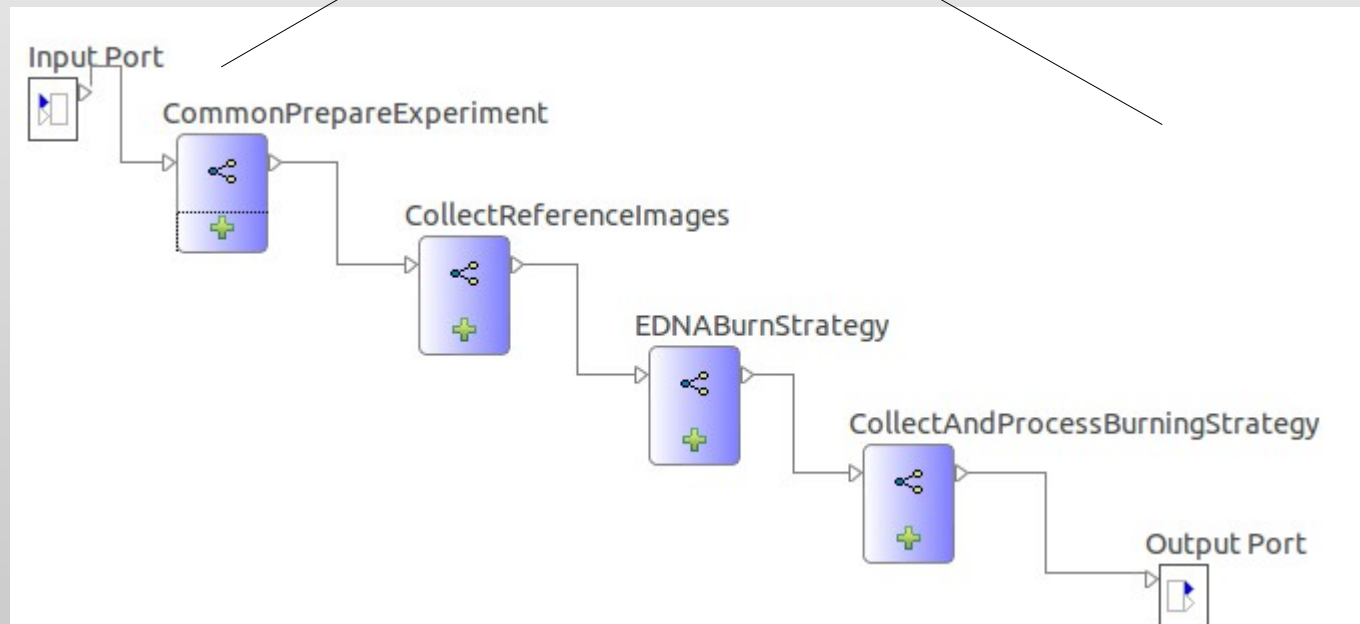 Input Port
CommonPrepareExperiment
CollectReferenceImages
EDNABurnStrategy
CollectAndProcessBurningStrategy
Output Port